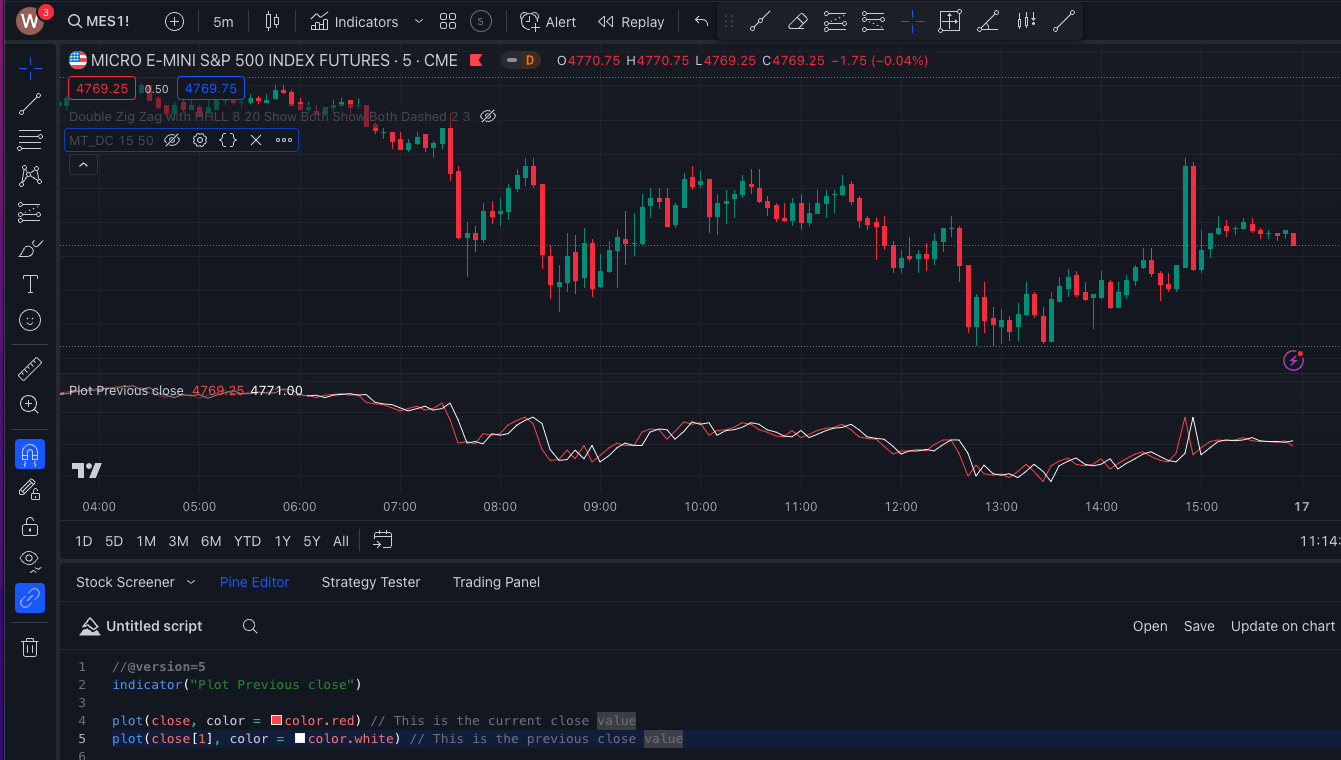 W 3 MES1! 5m Indicators S Alert Replay
MICRO E-MINI S&P 500 INDEX FUTURES · 5 · CME D O4770.75 H4770.75 L4769.25 C4769.25 −1.75 (−0.04%)
4769.25 0.50 4769.75
Double Zig Zag with HHLL 8 20 Show Both Show Both Dashed 2 3
MT_DC 15 50
Plot Previous close 4769.25 4771.00
04:00 05:00 06:00 07:00 08:00 09:00 10:00 11:00 12:00 13:00 14:00 15:00 17
1D 5D 1M 3M 6M YTD 1Y 5Y All 11:14:
Stock Screener Pine Editor Strategy Tester Trading Panel
Untitled script Open Save Update on chart
1 //@version=5
2 indicator("Plot Previous close")
3
4 plot(close, color = color.red) // This is the current close value
5 plot(close[1], color = color.white) // This is the previous close value
6